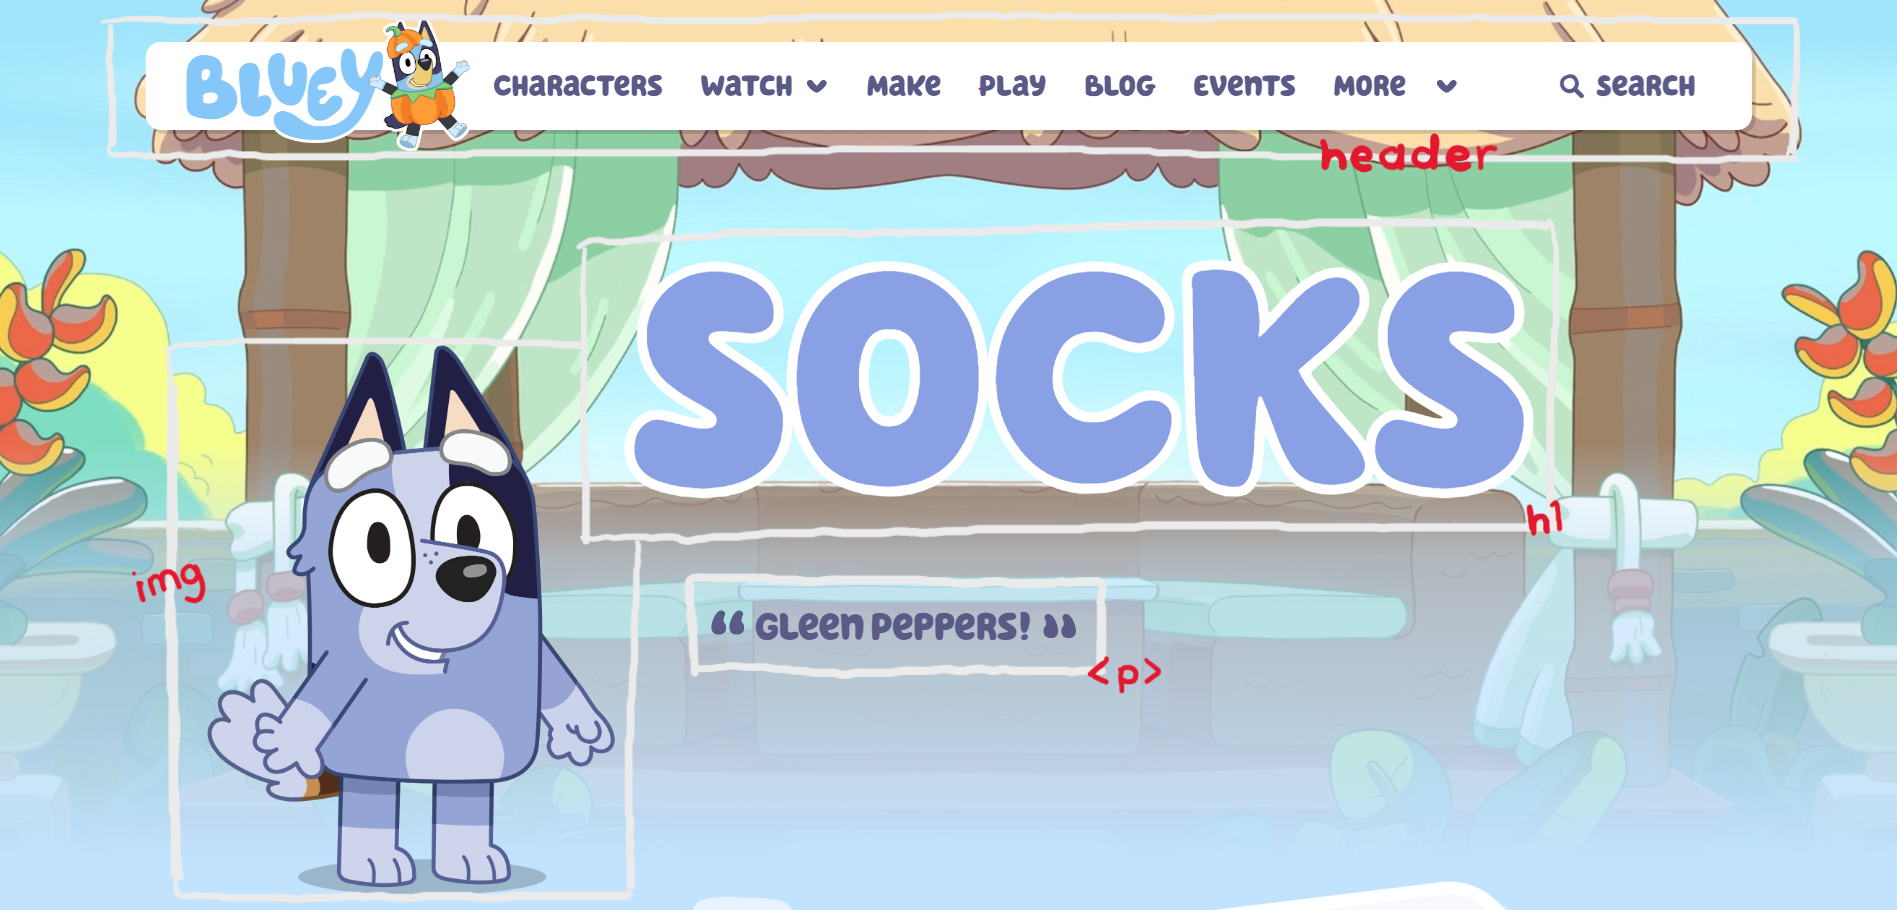 BLUEY CHARACTERS WATCH MAKE PLAY BLOG EVENTS MORE SEARCH
header
SOCKS
h1
img
“ GLEEN PEPPERS! ”
<p>